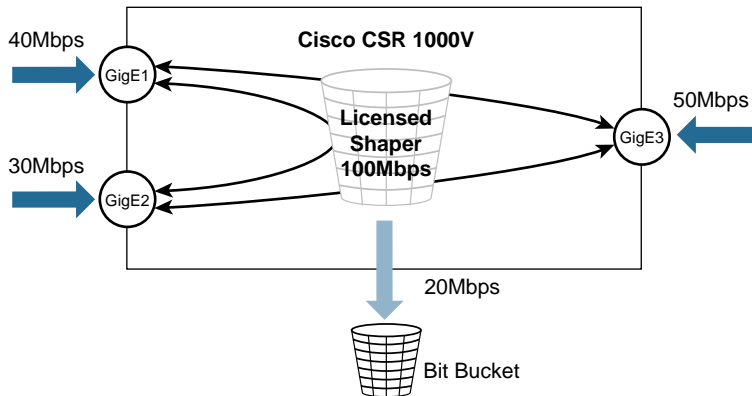 40Mbps
Cisco CSR 1000V
GigE1
Licensed
Shaper
100Mbps
50Mbps
GigE3
30Mbps
GigE2
20Mbps
Bit Bucket